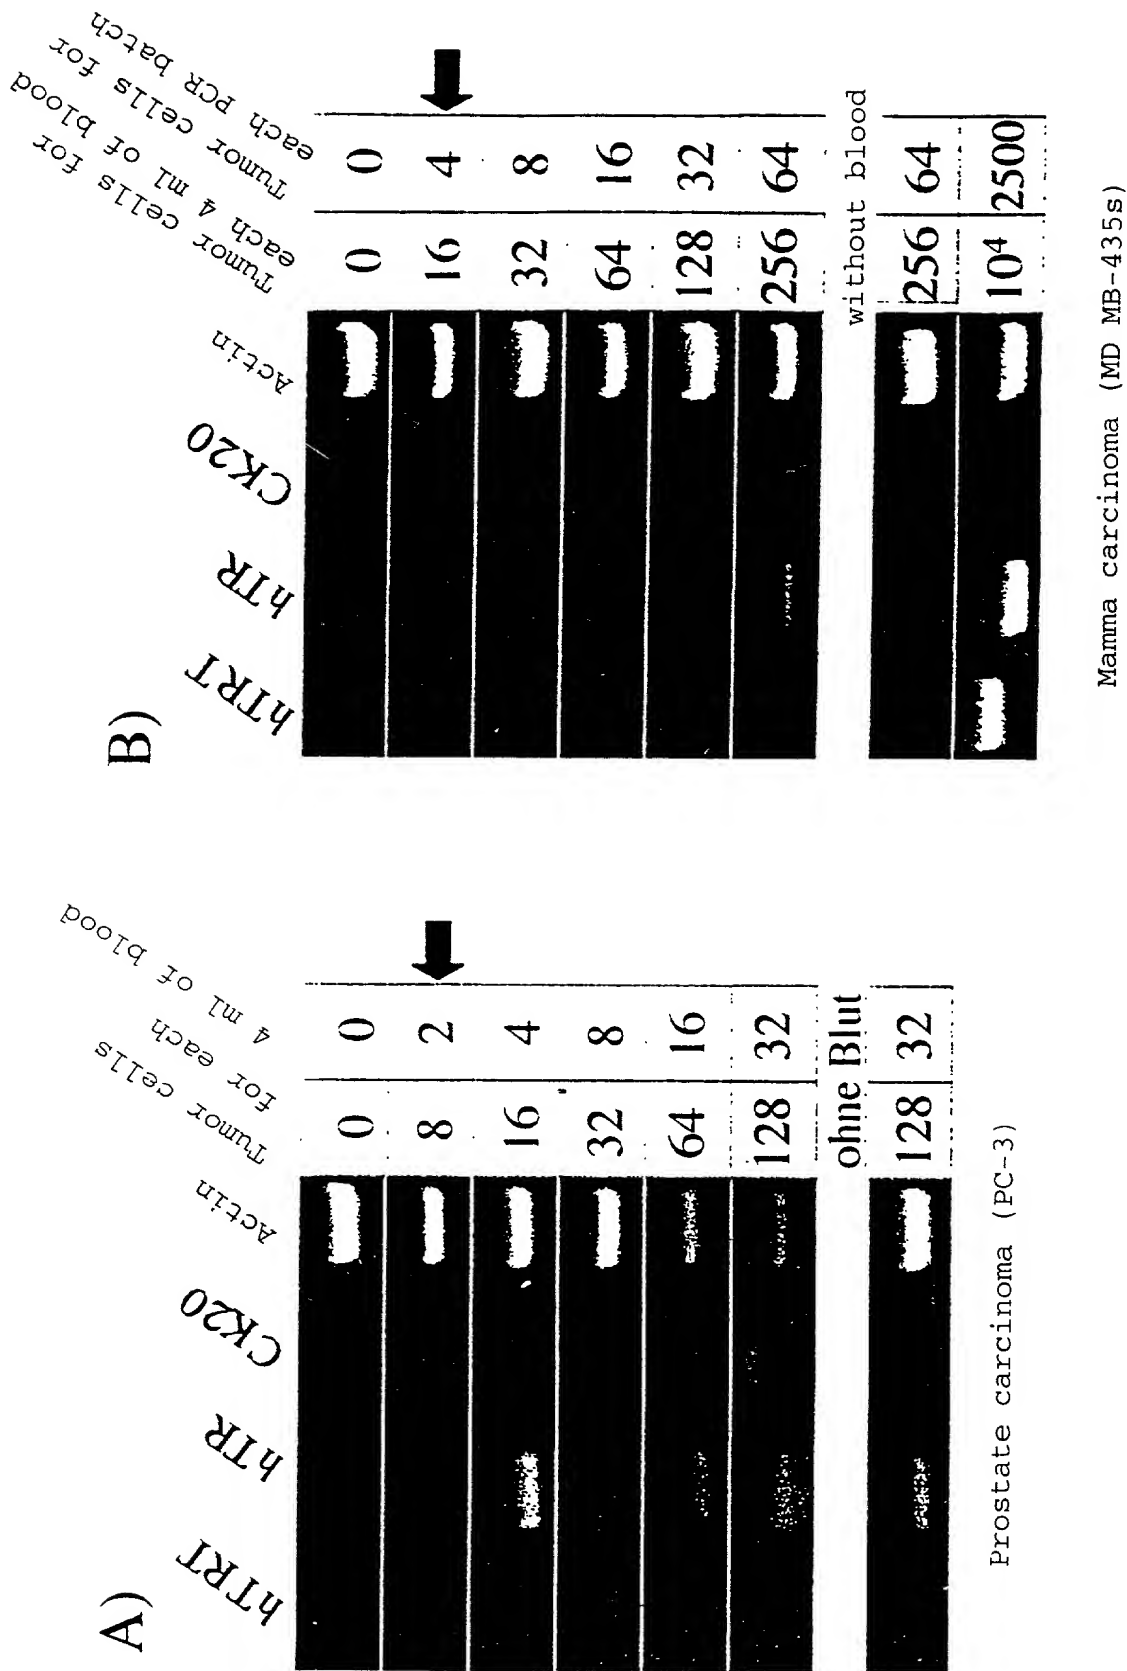 A)
hTRT
hTR
CK20
Actin
Tumor cells
for each
4 ml of blood
0 0
8 2
16 4
32 8
64 16
128 32
ohne Blut
128 32
Prostate carcinoma (PC-3)
B)
hTRT
hTR
CK20
Actin
Tumor cells for
each 4 ml of blood
Tumor cells for
each PCR batch
0 0
16 4
32 8
64 16
128 32
256 64
without blood
256 64
10⁴ 2500
Mamma carcinoma (MD MB-435s)